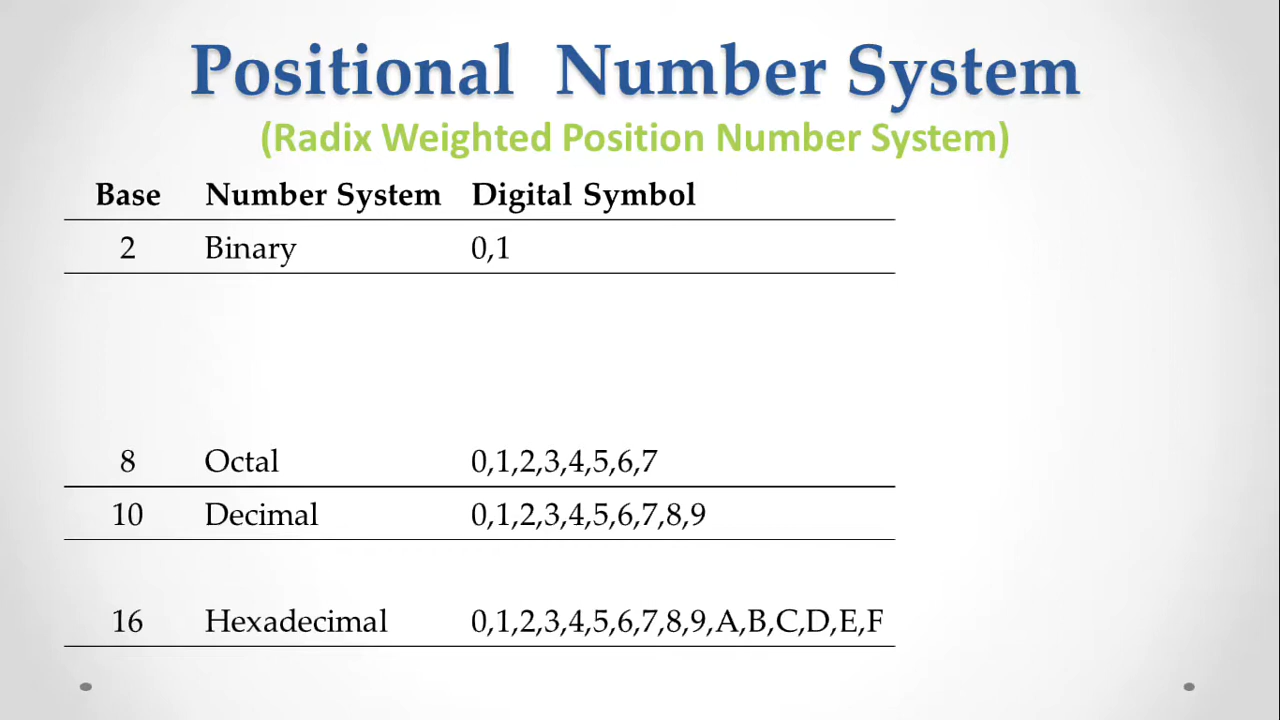 Positional Number System
(Radix Weighted Position Number System)
Base Number System Digital Symbol
2 Binary 0,1
8 Octal 0,1,2,3,4,5,6,7
10 Decimal 0,1,2,3,4,5,6,7,8,9
16 Hexadecimal 0,1,2,3,4,5,6,7,8,9,A,B,C,D,E,F